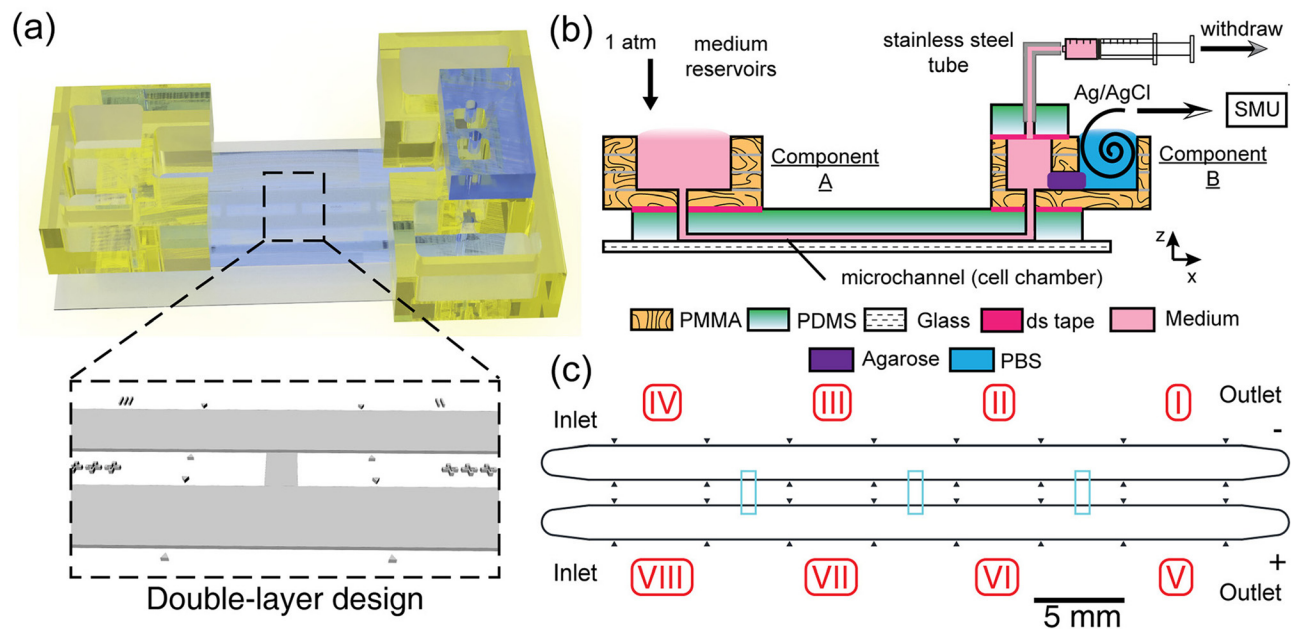 (a)
Double-layer design
(b)
1 atm
medium
reservoirs
stainless steel
tube
withdraw
Ag/AgCl
SMU
Component
A
Component
B
microchannel (cell chamber)
z
x
PMMA
PDMS
Glass
ds tape
Medium
Agarose
PBS
(c)
Inlet
IV
III
II
I
Outlet
-
Inlet
VIII
VII
VI
V
+
Outlet
5 mm